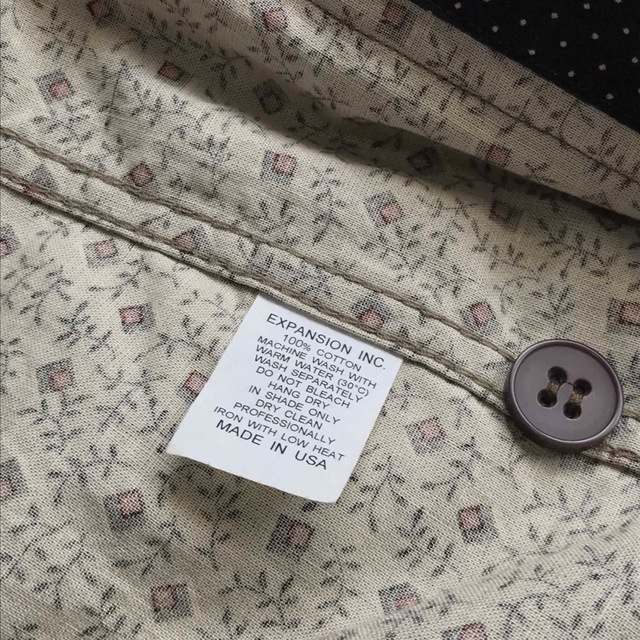 EXPANSION INC.
100% COTTON
MACHINE WASH WITH
WARM WATER (30°C)
WASH SEPARATELY
DO NOT BLEACH
HANG DRY
IN SHADE ONLY
DRY CLEAN
PROFESSIONALLY
IRON WITH LOW HEAT
MADE IN USA